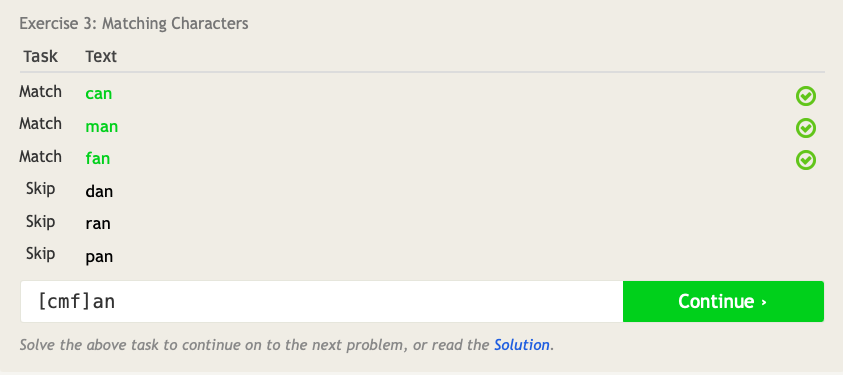 Exercise 3: Matching Characters
Task Text
Match can
Match man
Match fan
Skip dan
Skip ran
Skip pan
[cmf]an Continue ›
Solve the above task to continue on to the next problem, or read the Solution.